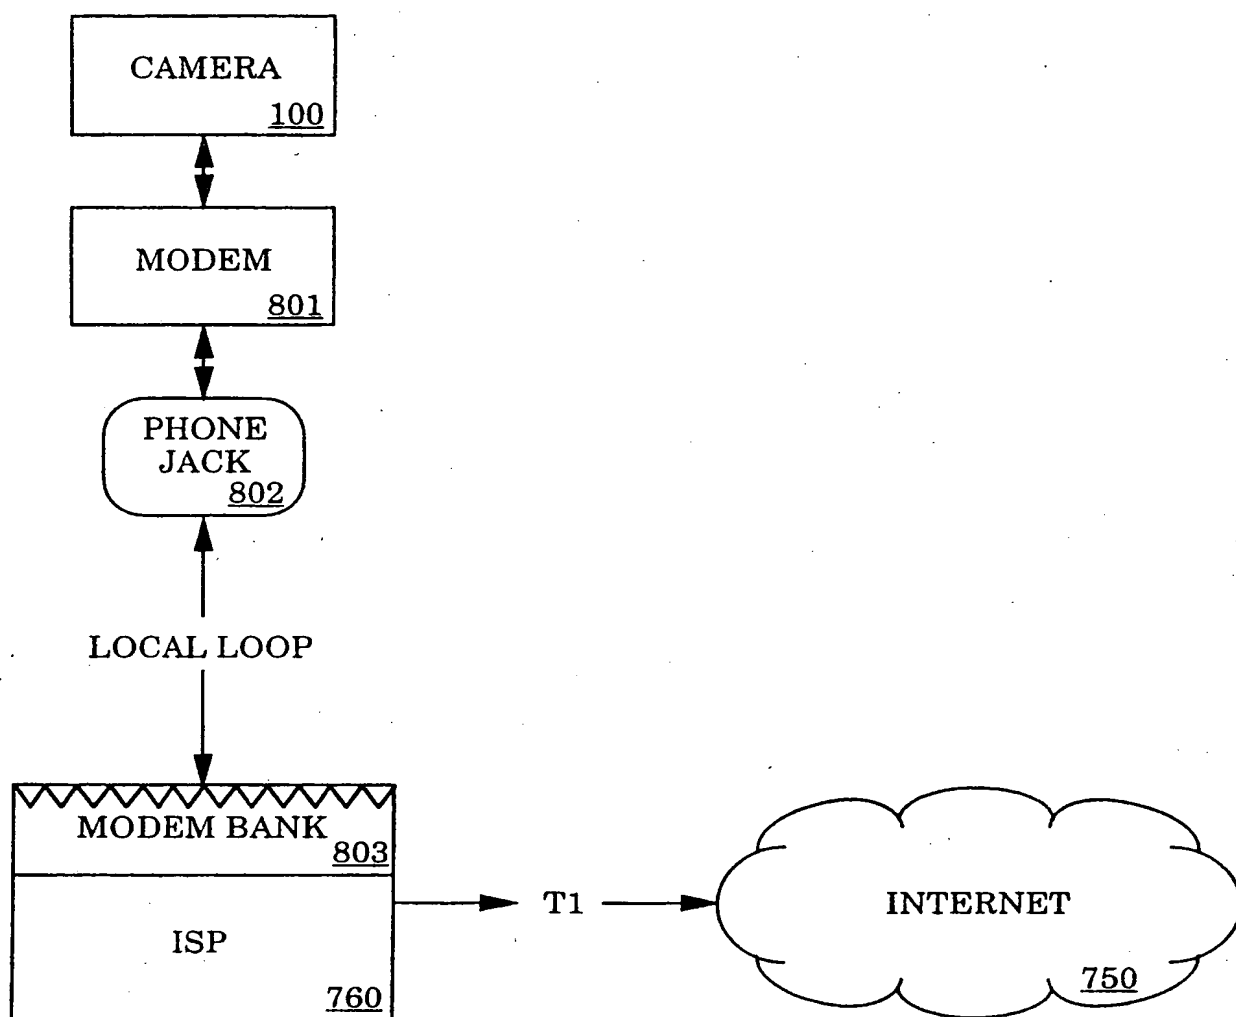 CAMERA
100
MODEM
801
PHONE
JACK
802
LOCAL LOOP
MODEM BANK
803
ISP
760
T1
INTERNET
750